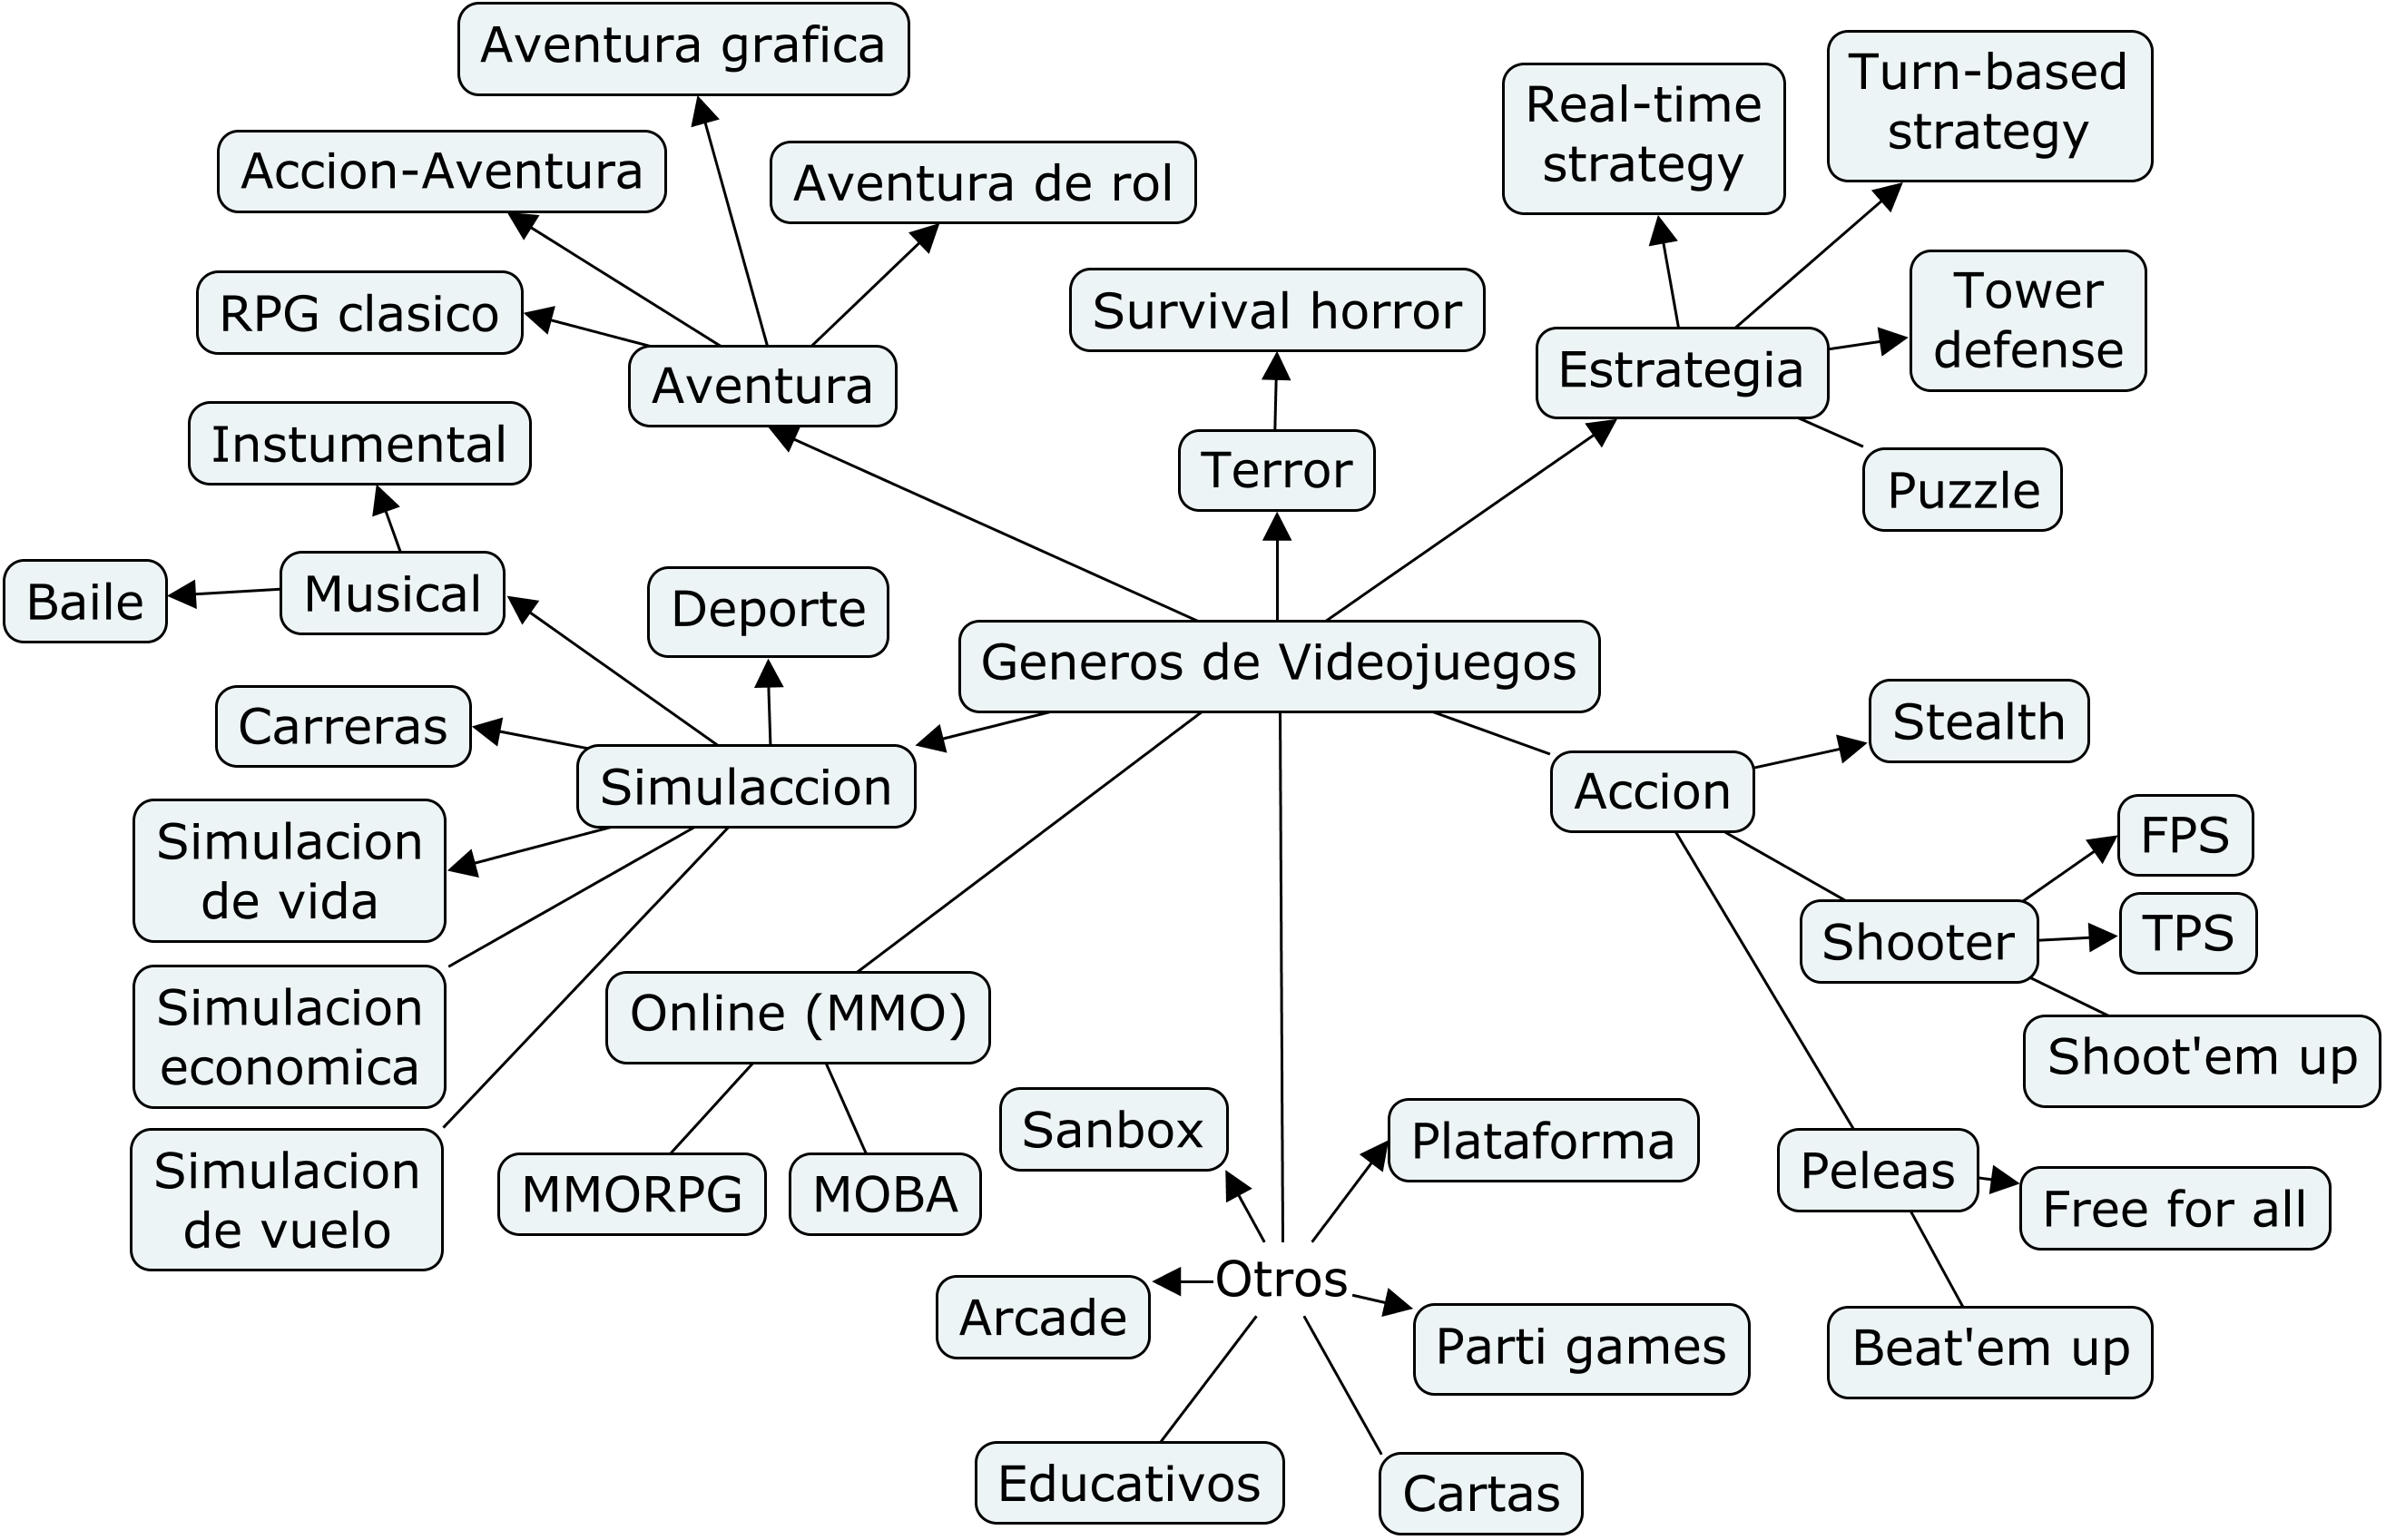 Aventura grafica
Turn-based
strategy
Real-time
strategy
Accion-Aventura
Aventura de rol
Tower
defense
RPG clasico
Survival horror
Estrategia
Aventura
Instumental
Terror
Puzzle
Baile
Musical
Deporte
Generos de Videojuegos
Carreras
Stealth
Simulaccion
Accion
Simulacion
de vida
FPS
Shooter
TPS
Simulacion
economica
Online (MMO)
Shoot'em up
Sanbox
Plataforma
Simulacion
de vuelo
MMORPG
MOBA
Peleas
Free for all
Otros
Arcade
Parti games
Beat'em up
Educativos
Cartas